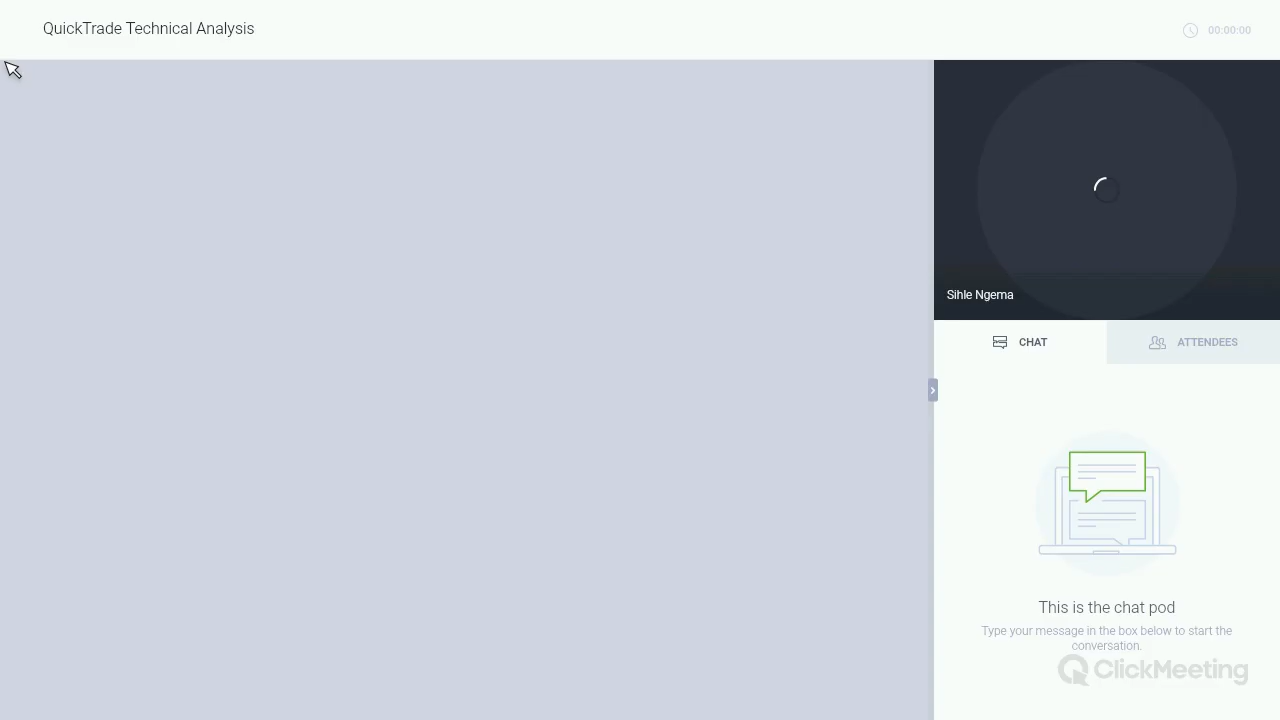 QuickTrade Technical Analysis
00:00:00
Sihle Ngema
CHAT
ATTENDEES
This is the chat pod
Type your message in the box below to start the
conversation.
ClickMeeting